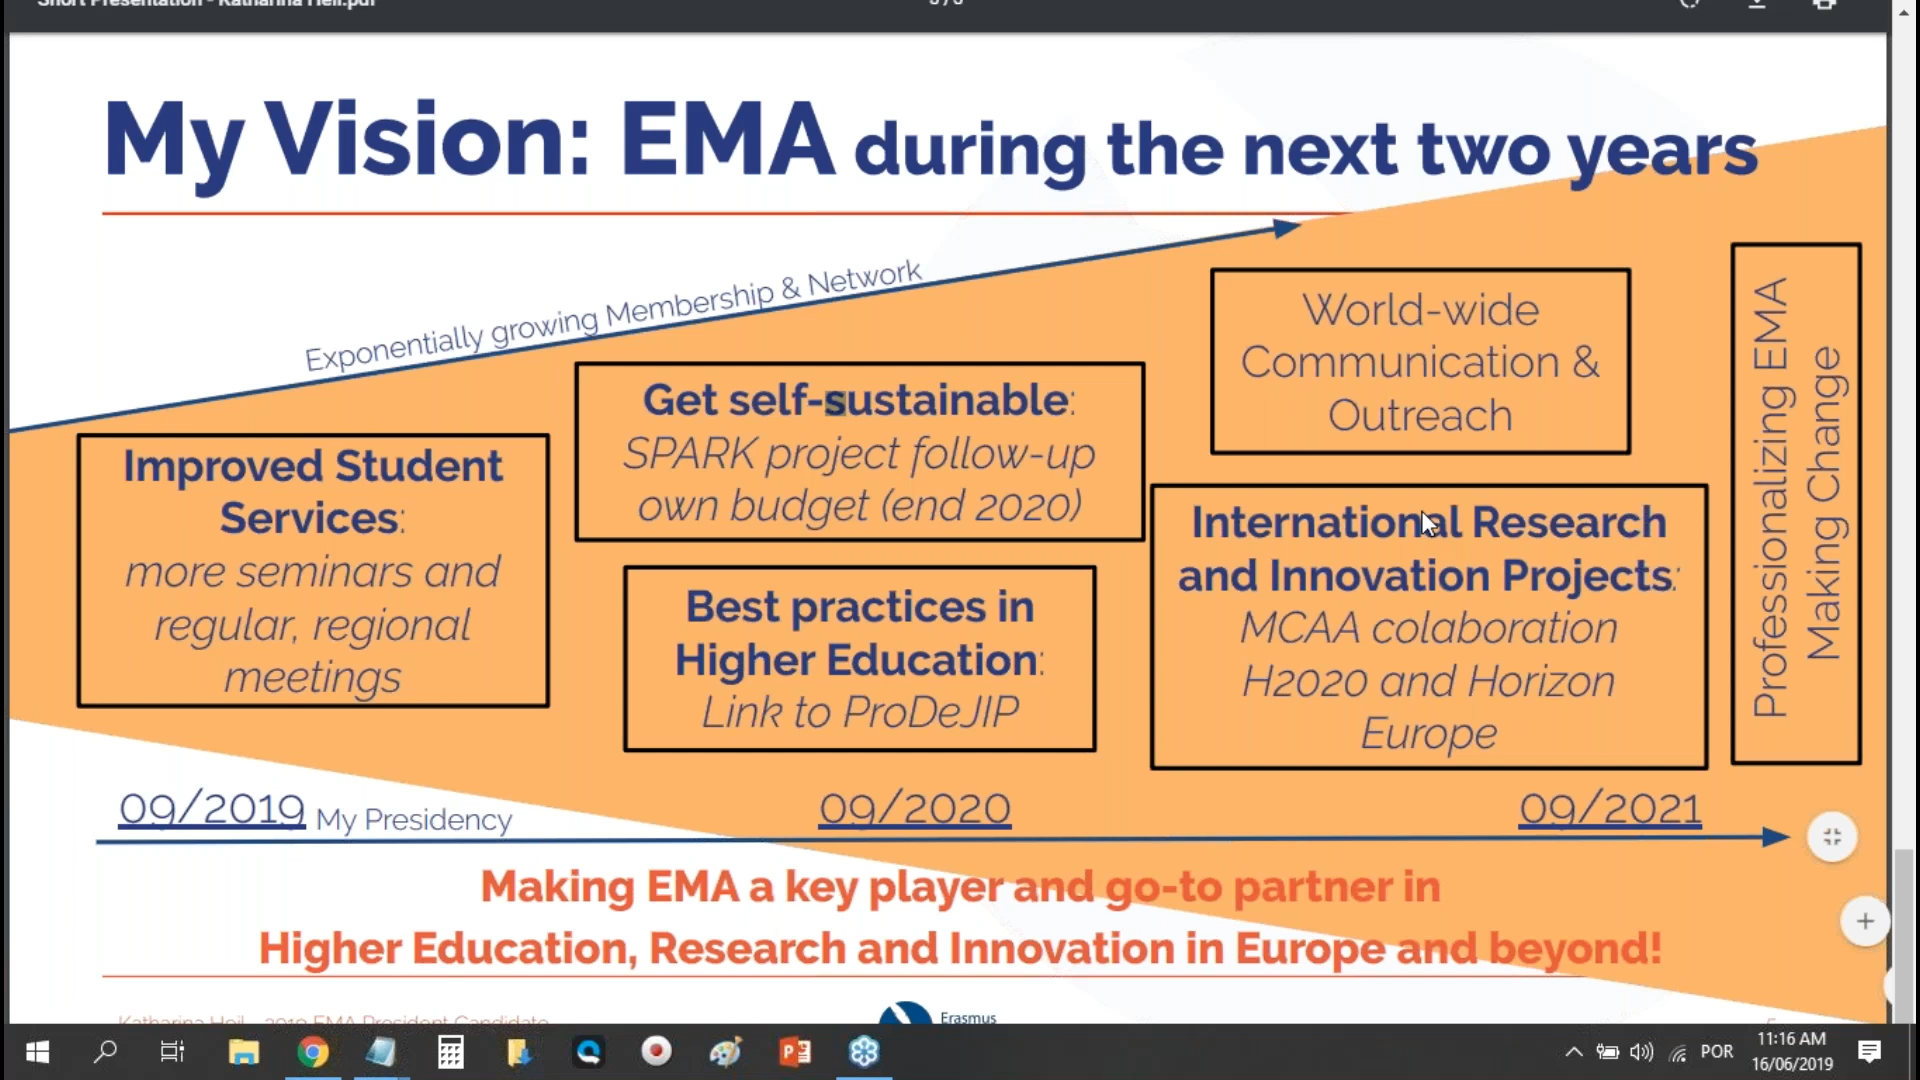 Short Presentation - Katharina Heil.pdf
My Vision: EMA during the next two years
Exponentially growing Membership & Network
Improved Student
Services:
more seminars and
regular, regional
meetings
Get self-sustainable:
SPARK project follow-up
own budget (end 2020)
Best practices in
Higher Education:
Link to ProDeJIP
World-wide
Communication &
Outreach
International Research
and Innovation Projects:
MCAA colaboration
H2020 and Horizon
Europe
Professionalizing EMA
Making Change
09/2019 My Presidency
09/2020
09/2021
Making EMA a key player and go-to partner in
Higher Education, Research and Innovation in Europe and beyond!
Katharina Heil - 2019 EMA President Candidate
Erasmus
POR
11:16 AM
16/06/2019